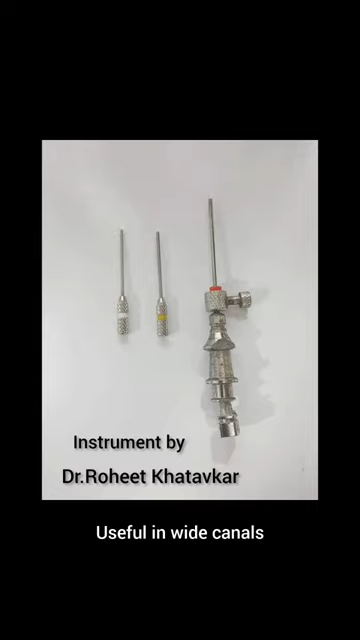 Instrument by
Dr.Roheet Khatavkar
Useful in wide canals